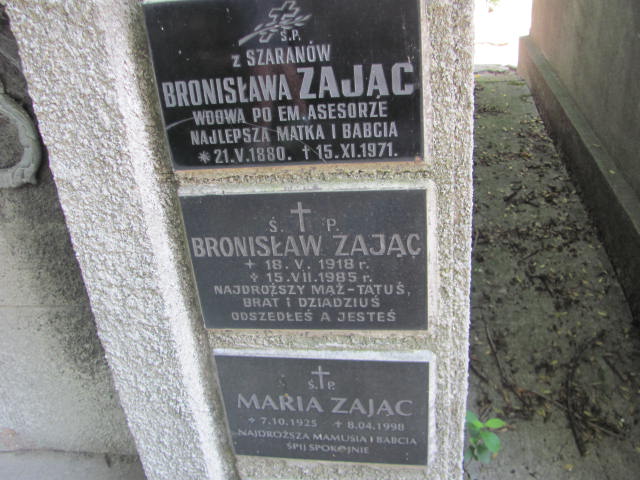 Ś.P.
z SZARANÓW
BRONISŁAWA ZAJĄC
WDOWA PO EM. ASESORZE
NAJLEPSZA MATKA I BABCIA
* 21.V.1880. + 15.XI.1971.
Ś. P.
BRONISŁAW ZAJĄC
+ 18. V. 1918 r.
+ 15.VII.1985 r.
NAJDROŻSZY MĄŻ-TATUŚ,
BRAT i DZIADZIUŚ
ODSZEDŁEŚ A JESTEŚ
Ś.P.
MARIA ZAJĄC
+ 7.10.1925 + 8.04.1998
NAJDROŻSZA MAMUSIA I BABCIA
ŚPIJ SPOKOJNIE